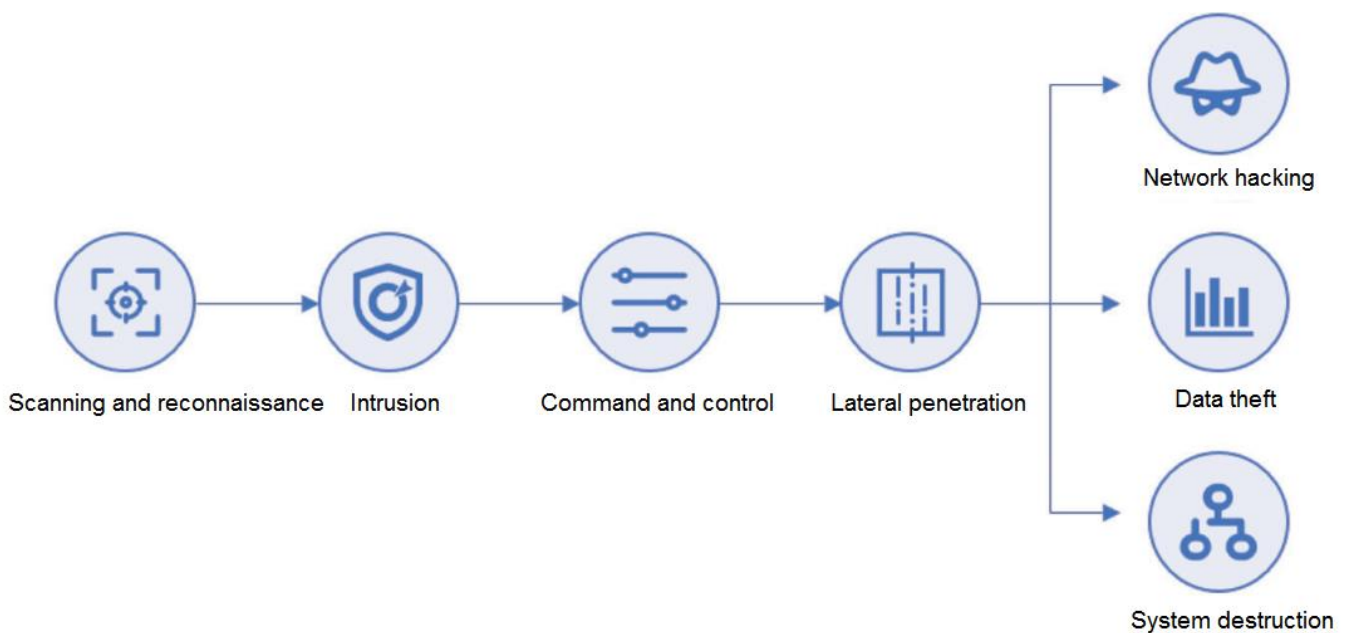 Network hacking
Scanning and reconnaissance
Intrusion
Command and control
Lateral penetration
Data theft
System destruction